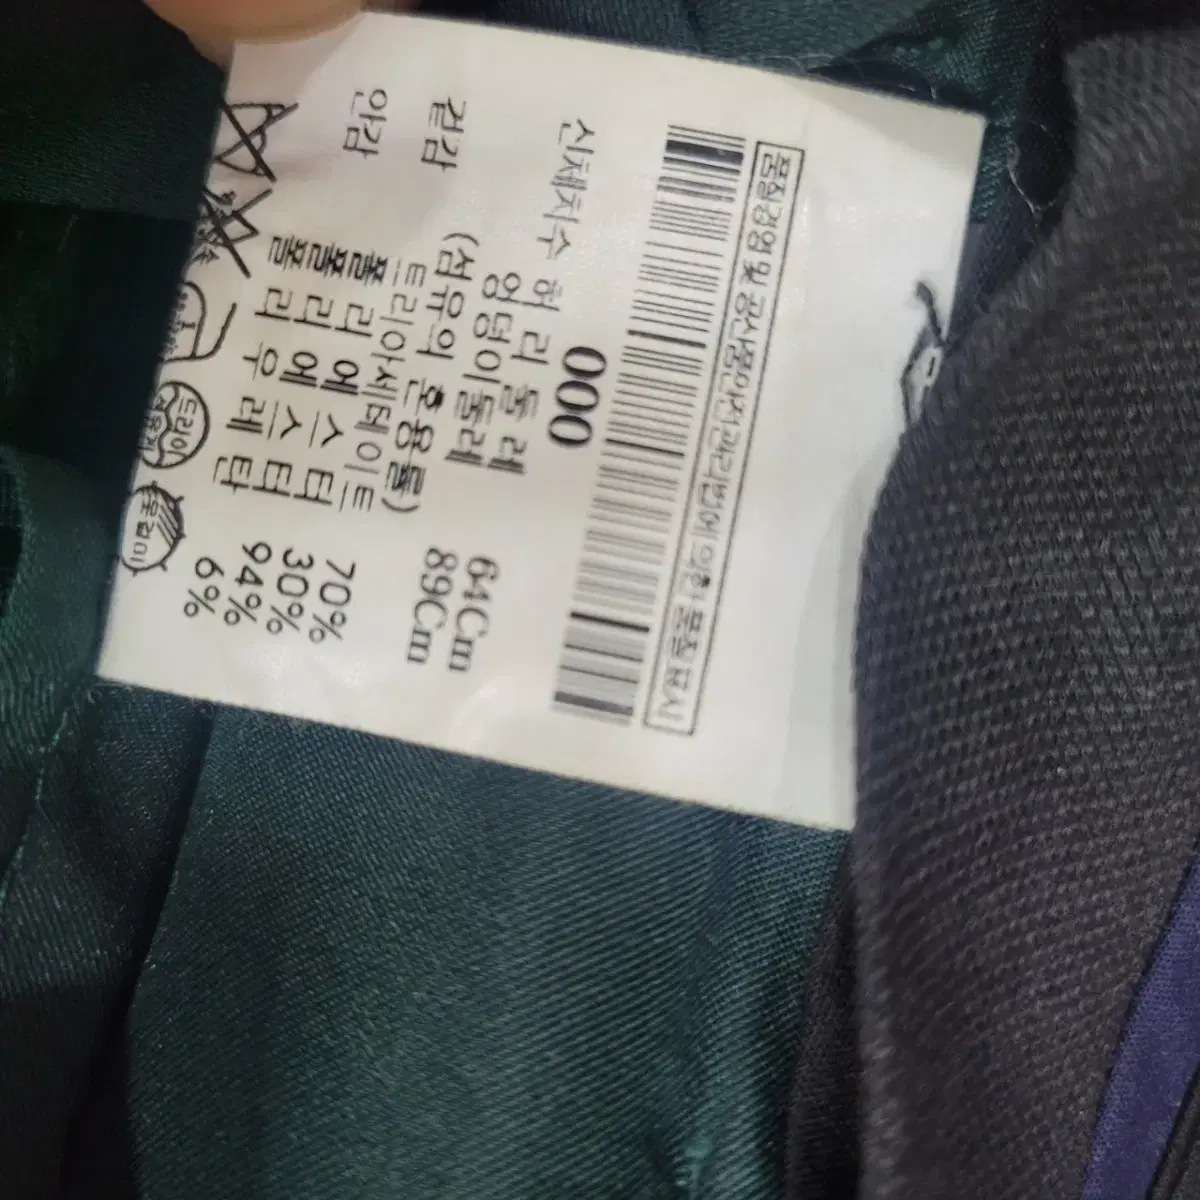 품질경영 및 공산품안전관리법에 의한 품질표시
000
신체치수 허리둘레 64Cm
엉덩이둘레 89Cm
(섬유의 혼용률)
겉감 트리아세테이트 70%
폴리에스터 30%
안감 폴리에스터 94%
폴리우레탄 6%
드라이